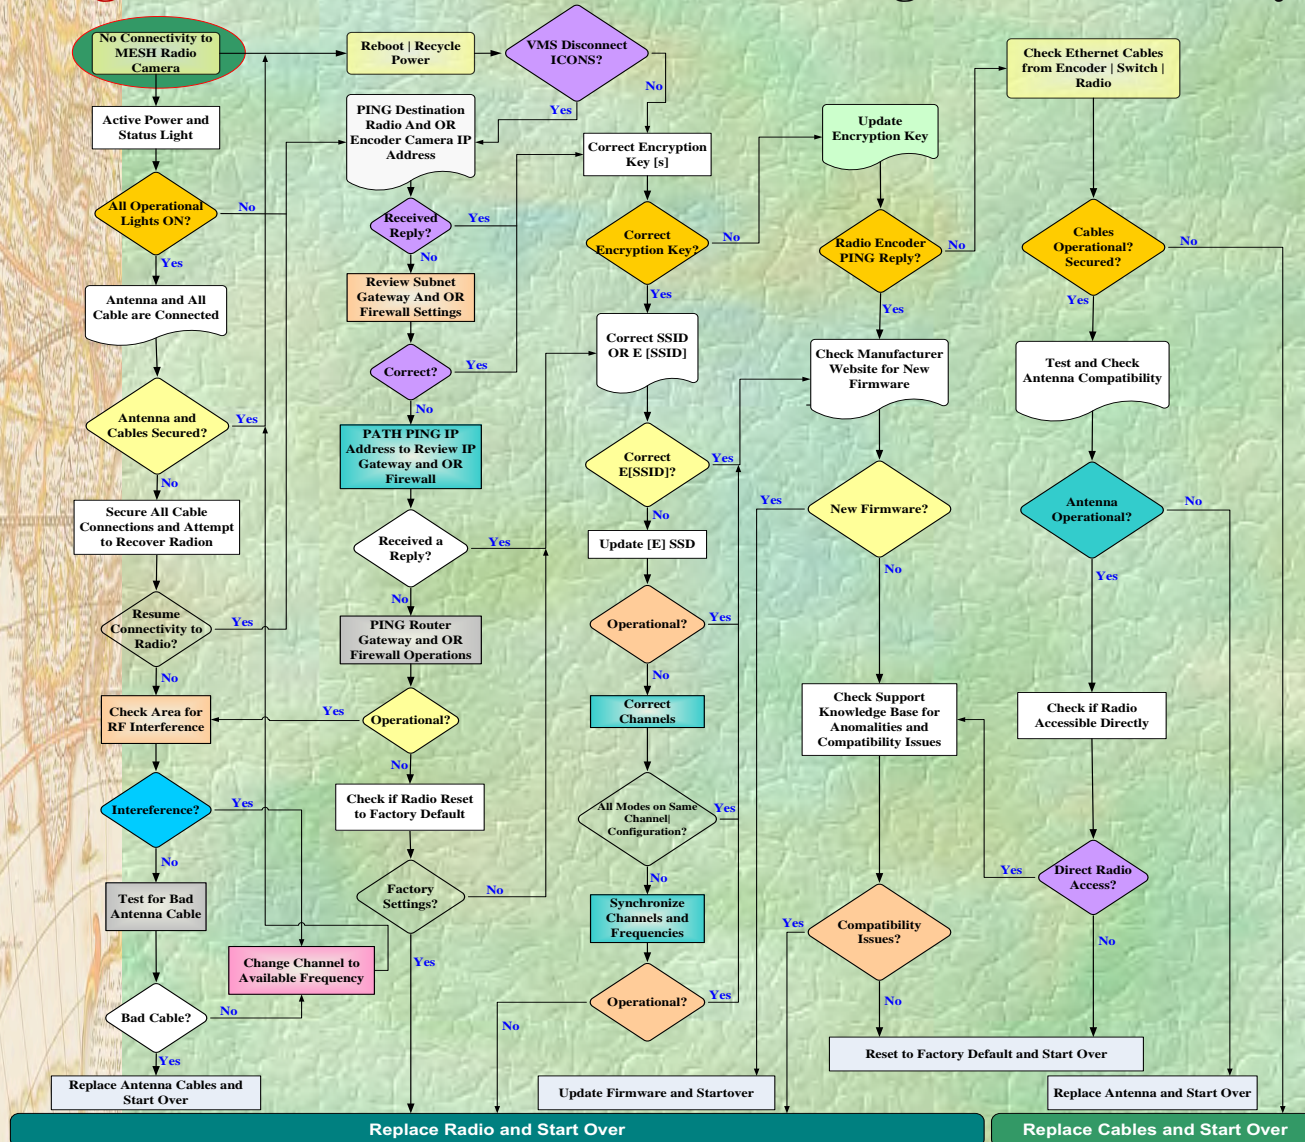 No Connectivity to
MESH Radio
Camera
Active Power and
Status Light
All Operational
Lights ON?
No
Yes
Antenna and All
Cable are Connected
Antenna and
Cables Secured?
Yes
No
Secure All Cable
Connections and Attempt
to Recover Radion
Resume
Connectivity to
Radio?
Yes
No
Check Area for
RF Interference
Intereference?
Yes
No
Test for Bad
Antenna Cable
Change Channel to
Available Frequency
Bad Cable?
No
Yes
Replace Antenna Cables and
Start Over
Reboot | Recycle
Power
VMS Disconnect
ICONS?
No
Yes
PING Destination
Radio And OR
Encoder Camera IP
Address
Received
Reply?
Yes
No
Review Subnet
Gateway And OR
Firewall Settings
Correct?
Yes
No
PATH PING IP
Address to Review IP
Gateway and OR
Firewall
Received a
Reply?
Yes
No
PING Router
Gateway and OR
Firewall Operations
Yes
Operational?
No
Check if Radio Reset
to Factory Default
Factory
Settings?
No
Yes
Correct Encryption
Key [s]
Correct
Encryption Key?
No
Yes
Correct SSID
OR E [SSID]
Correct
E[SSID]?
Yes
No
Update [E] SSD
Operational?
Yes
No
Correct
Channels
All Modes on Same
Channel|
Configuration?
Yes
No
Synchronize
Channels and
Frequencies
Operational?
Yes
No
Update Firmware and Startover
Update
Encryption Key
Radio Encoder
PING Reply?
No
Yes
Check Manufacturer
Website for New
Firmware
Yes
New Firmware?
No
Check Support
Knowledge Base for
Anomalities and
Compatibility Issues
Yes
Compatibility
Issues?
No
Reset to Factory Default and Start Over
Check Ethernet Cables
from Encoder | Switch |
Radio
Cables
Operational?
Secured?
No
Yes
Test and Check
Antenna Compatibility
Antenna
Operational?
No
Yes
Check if Radio
Accessible Directly
Yes
Direct Radio
Access?
No
Replace Antenna and Start Over
Replace Radio and Start Over
Replace Cables and Start Over